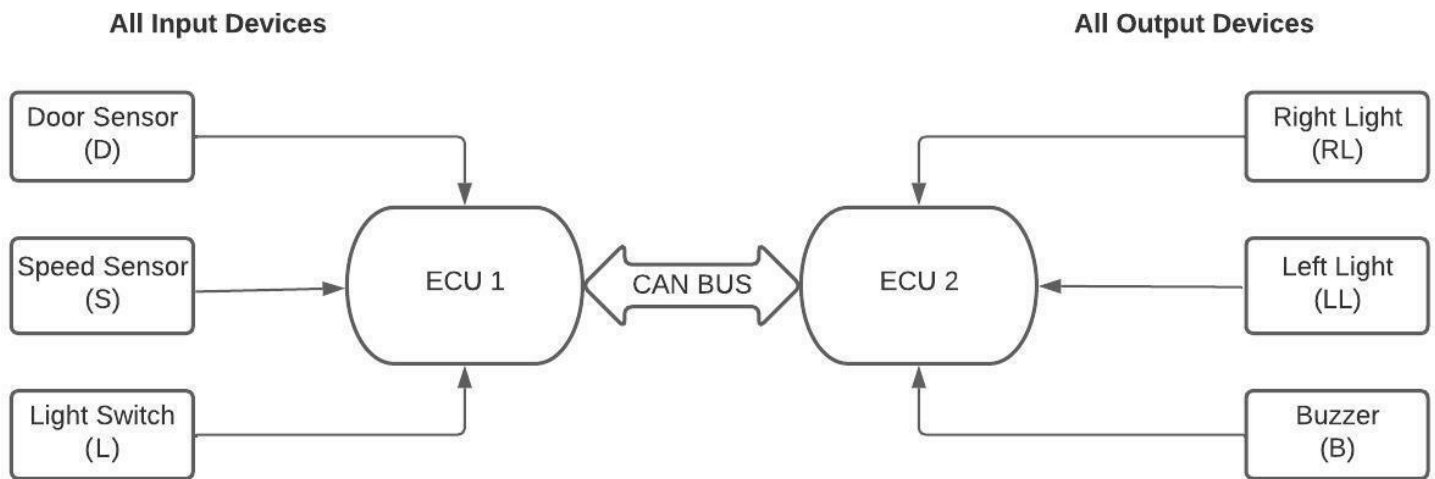 All Input Devices
All Output Devices
Door Sensor
(D)
Right Light
(RL)
Speed Sensor
(S)
ECU 1
CAN BUS
ECU 2
Left Light
(LL)
Light Switch
(L)
Buzzer
(B)